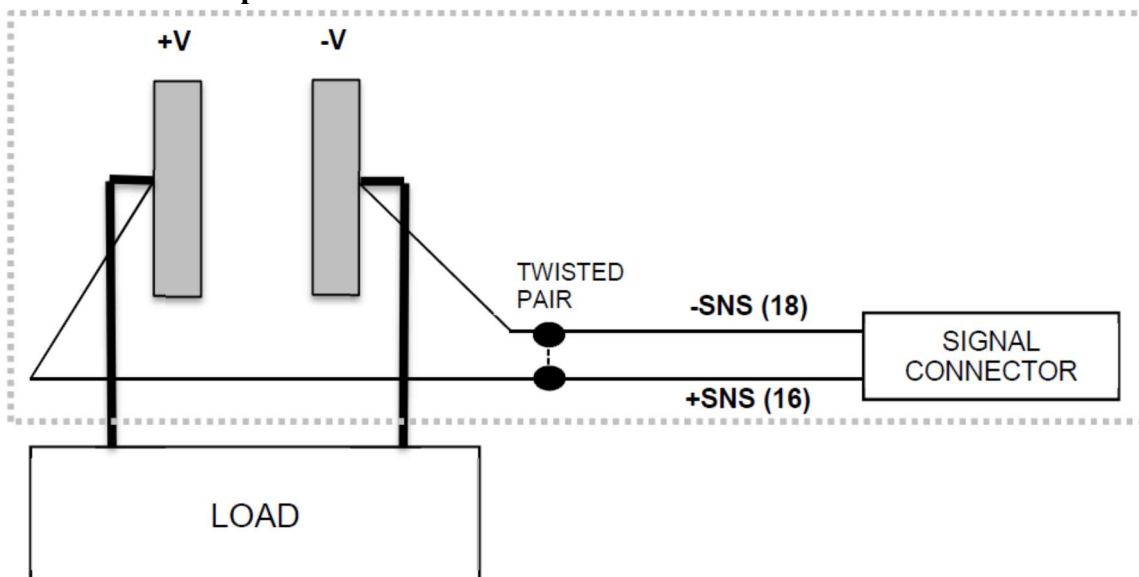 +V
-V
TWISTED
PAIR
-SNS (18)
SIGNAL
CONNECTOR
+SNS (16)
LOAD